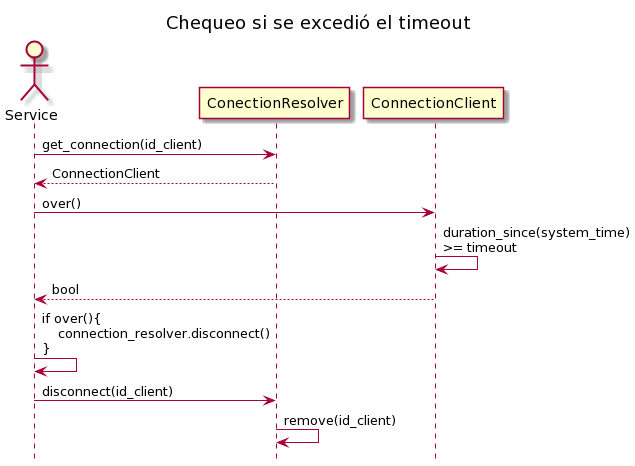 Chequeo si se excedió el timeout
Service
ConectionResolver
ConnectionClient
get_connection(id_client)
ConnectionClient
over()
duration_since(system_time)
>= timeout
bool
if over(){
connection_resolver.disconnect()
}
disconnect(id_client)
remove(id_client)